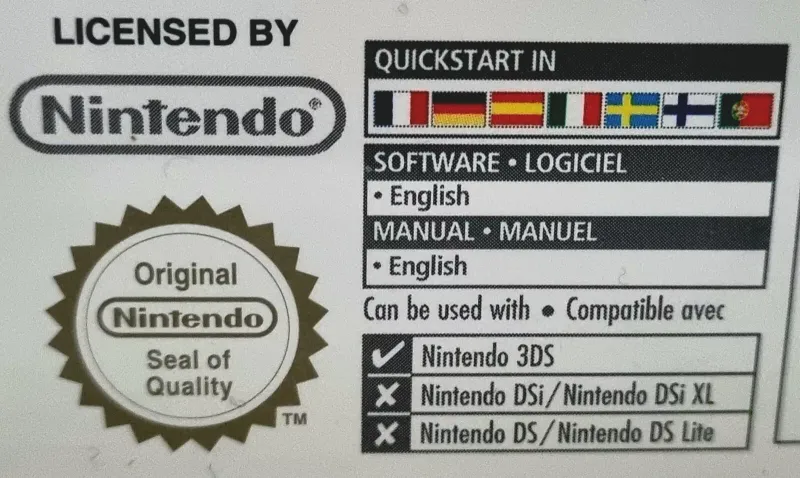 LICENSED BY
Nintendo®
Original
Nintendo
Seal of
Quality
TM
QUICKSTART IN
SOFTWARE • LOGICIEL
• English
MANUAL • MANUEL
• English
Can be used with • Compatible avec
Nintendo 3DS
Nintendo DSi/Nintendo DSi XL
Nintendo DS/Nintendo DS Lite